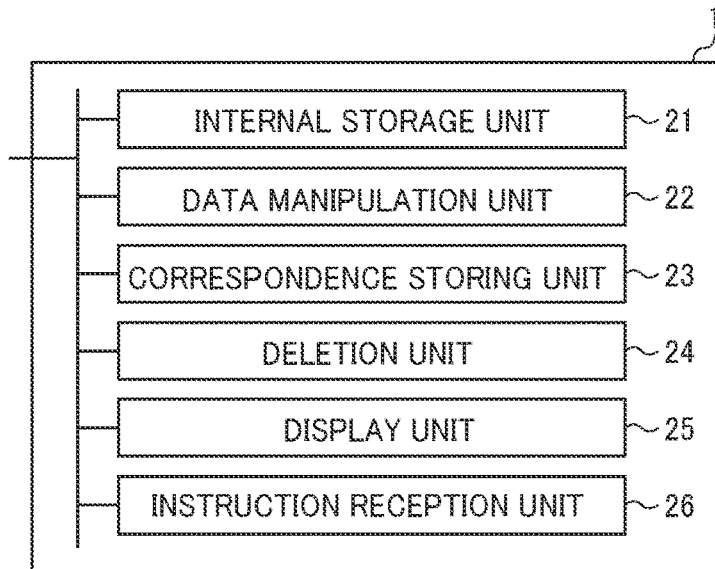 1
INTERNAL STORAGE UNIT 21
DATA MANIPULATION UNIT 22
CORRESPONDENCE STORING UNIT 23
DELETION UNIT 24
DISPLAY UNIT 25
INSTRUCTION RECEPTION UNIT 26